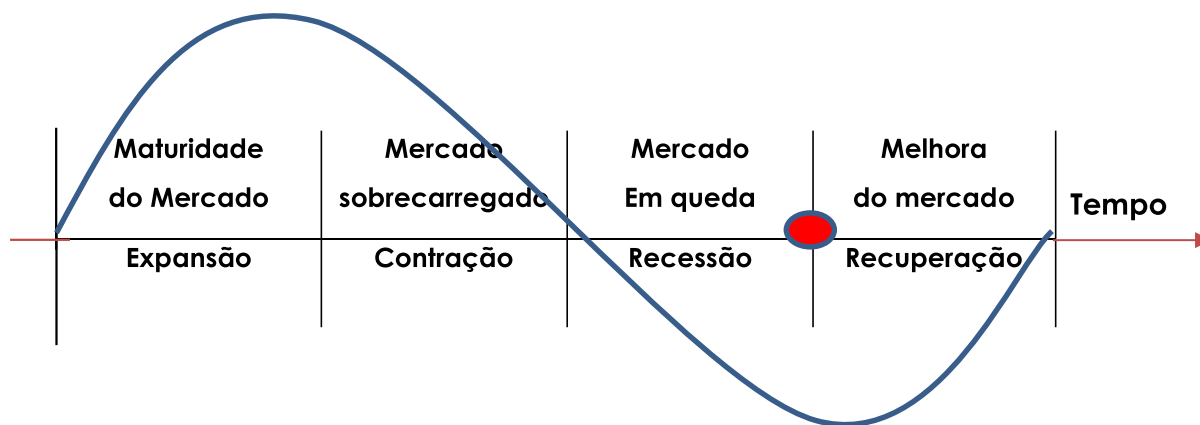 Maturidade
do Mercado
Expansão
Mercado
sobrecarregado
Contração
Mercado
Em queda
Recessão
Melhora
do mercado
Recuperação
Tempo